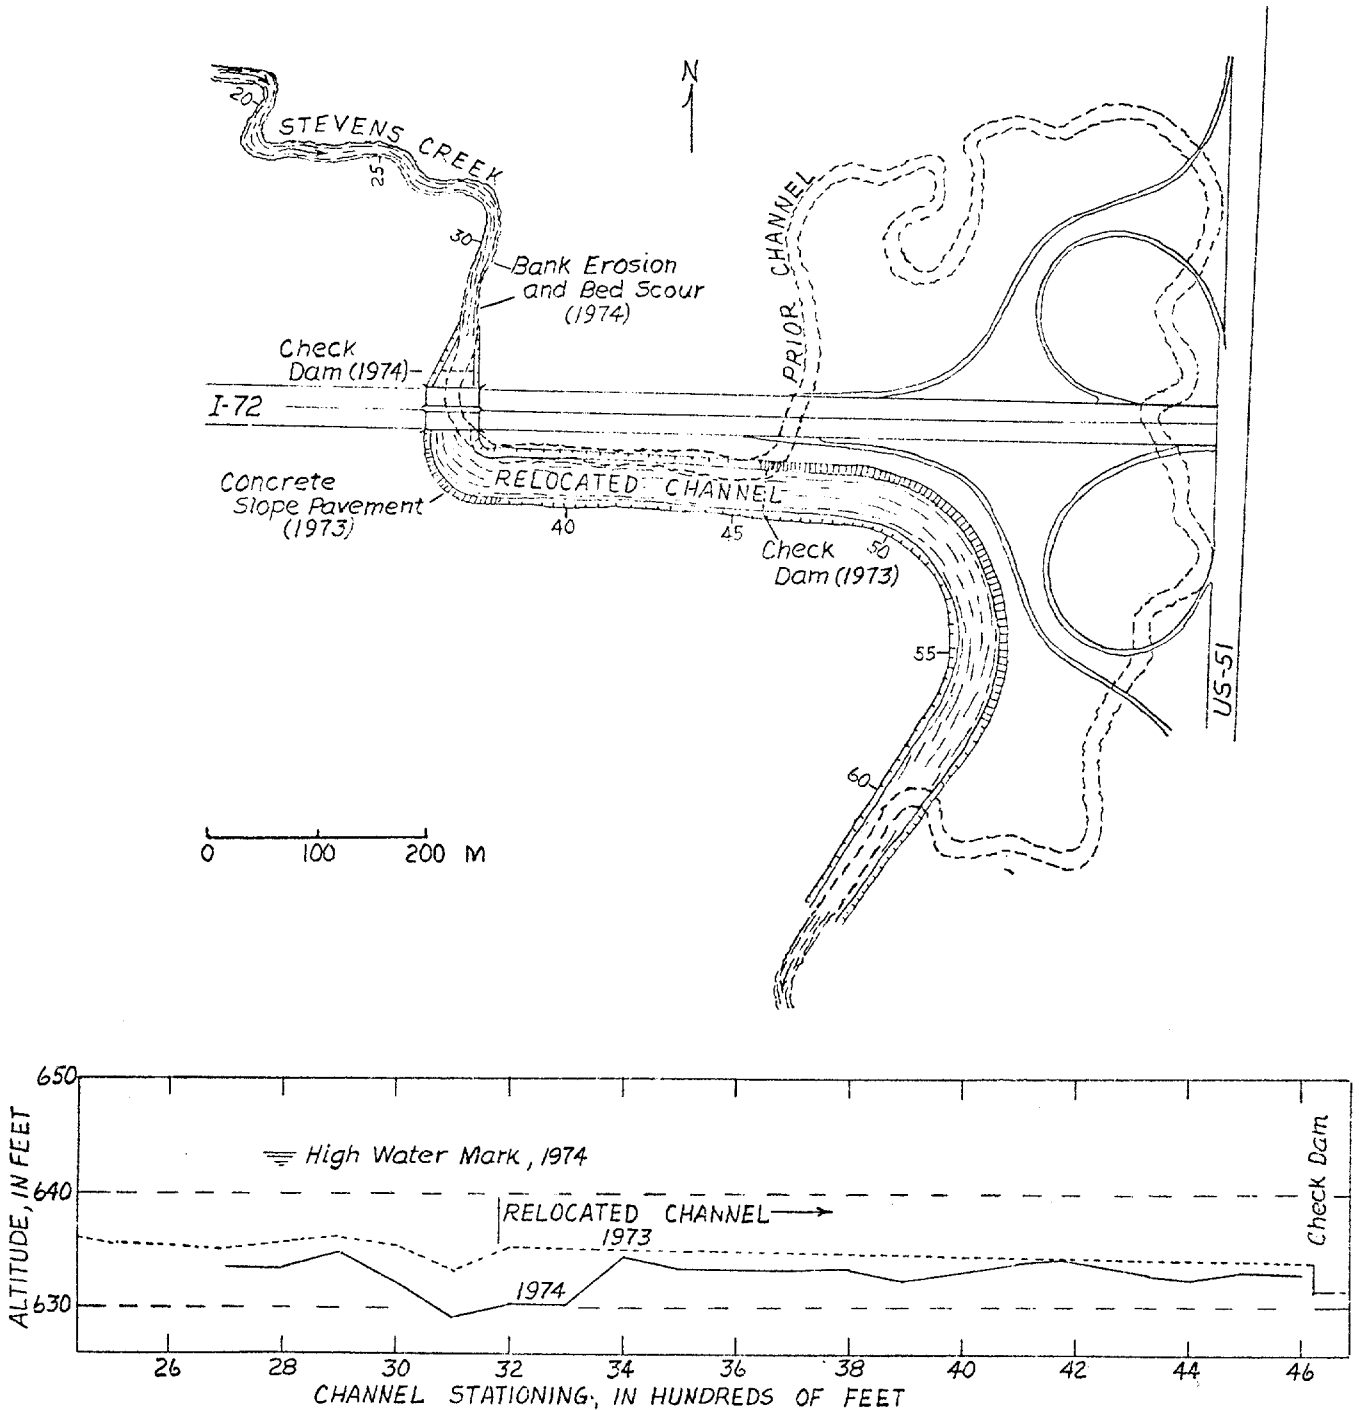 N
20
STEVENS CREEK
25
30
Bank Erosion
and Bed Scour
(1974)
PRIOR CHANNEL
Check
Dam (1974)
I-72
RELOCATED CHANNEL
Concrete
Slope Pavement
(1973)
40
45
50
Check
Dam (1973)
55
US-51
60
0 100 200 M
650
High Water Mark, 1974
640
RELOCATED CHANNEL
1973
1974
630
Check Dam
ALTITUDE, IN FEET
26 28 30 32 34 36 38 40 42 44 46
CHANNEL STATIONING, IN HUNDREDS OF FEET